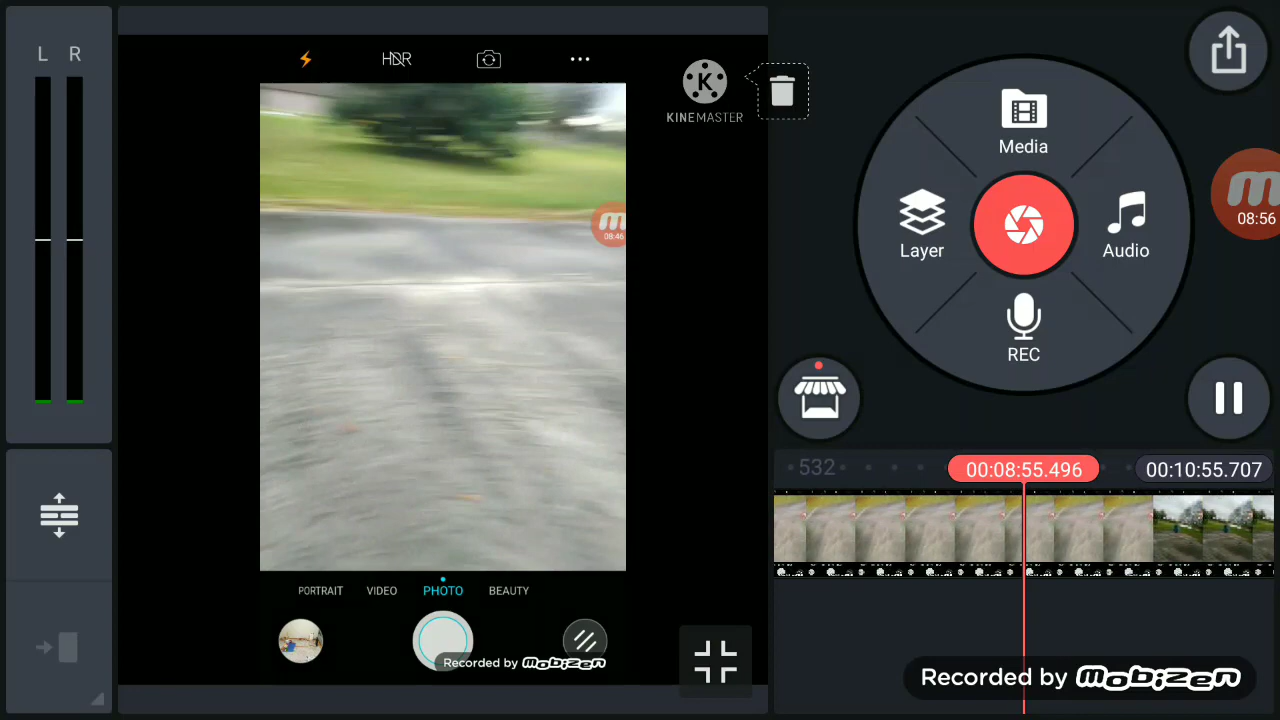 L R
HDR
KINEMASTER
08:46
PORTRAIT VIDEO PHOTO BEAUTY
Recorded by mobizen
Media
Layer
Audio
REC
08:56
532
00:08:55.496
00:10:55.707
Recorded by mobizen